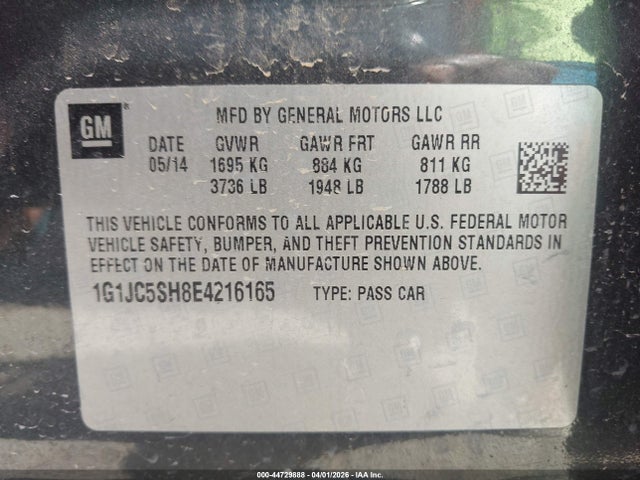 GM
MFD BY GENERAL MOTORS LLC
DATE GVWR GAWR FRT GAWR RR
05/14 1695 KG 884 KG 811 KG
3736 LB 1948 LB 1788 LB
THIS VEHICLE CONFORMS TO ALL APPLICABLE U.S. FEDERAL MOTOR
VEHICLE SAFETY, BUMPER, AND THEFT PREVENTION STANDARDS IN
EFFECT ON THE DATE OF MANUFACTURE SHOWN ABOVE.
1G1JC5SH8E4216165 TYPE: PASS CAR
© - 44729888 - 04/01/2026 - IAA Inc.